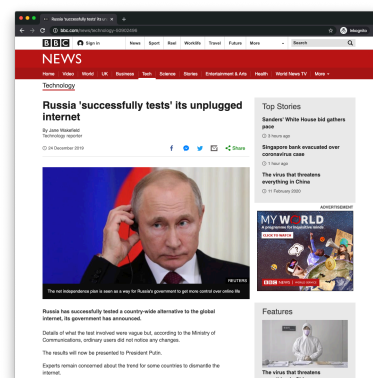 Russia 'successfully tests' its u
bbc.com/news/technology-50902496
Incognito
BBC
Sign in
News
Sport
Reel
Worklife
Travel
Future
More
Search
NEWS
Home
Video
World
UK
Business
Tech
Science
Stories
Entertainment & Arts
Health
World News TV
More
Technology
Russia 'successfully tests' its unplugged
internet
By Jane Wakefield
Technology reporter
24 December 2019
Share
REUTERS
The net independence plan is seen as a way for Russia's government to get more control over online life
Russia has successfully tested a country-wide alternative to the global
internet, its government has announced.
Details of what the test involved were vague but, according to the Ministry of
Communications, ordinary users did not notice any changes.
The results will now be presented to President Putin.
Experts remain concerned about the trend for some countries to dismantle the
internet.
Top Stories
Sanders' White House bid gathers
pace
3 hours ago
Singapore bank evacuated over
coronavirus case
1 hour ago
The virus that threatens
everything in China
11 February 2020
ADVERTISEMENT
MY WORLD
A programme for inquisitive minds
CLICK TO WATCH
BBC NEWS WORLD SERVICE
Features
The virus that threatens